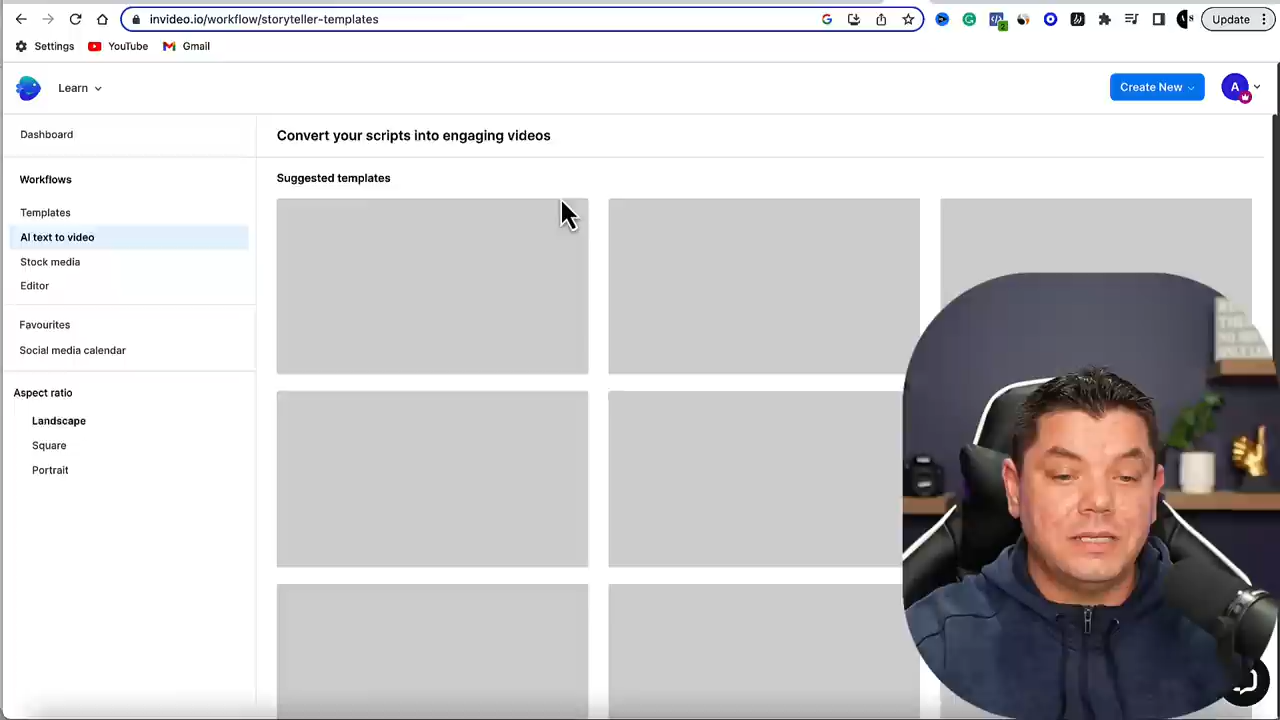 invideo.io/workflow/storyteller-templates
Update
Settings
YouTube
Gmail
Learn
Create New
A
Dashboard
Convert your scripts into engaging videos
Workflows
Suggested templates
Templates
AI text to video
Stock media
Editor
Favourites
Social media calendar
Aspect ratio
Landscape
Square
Portrait